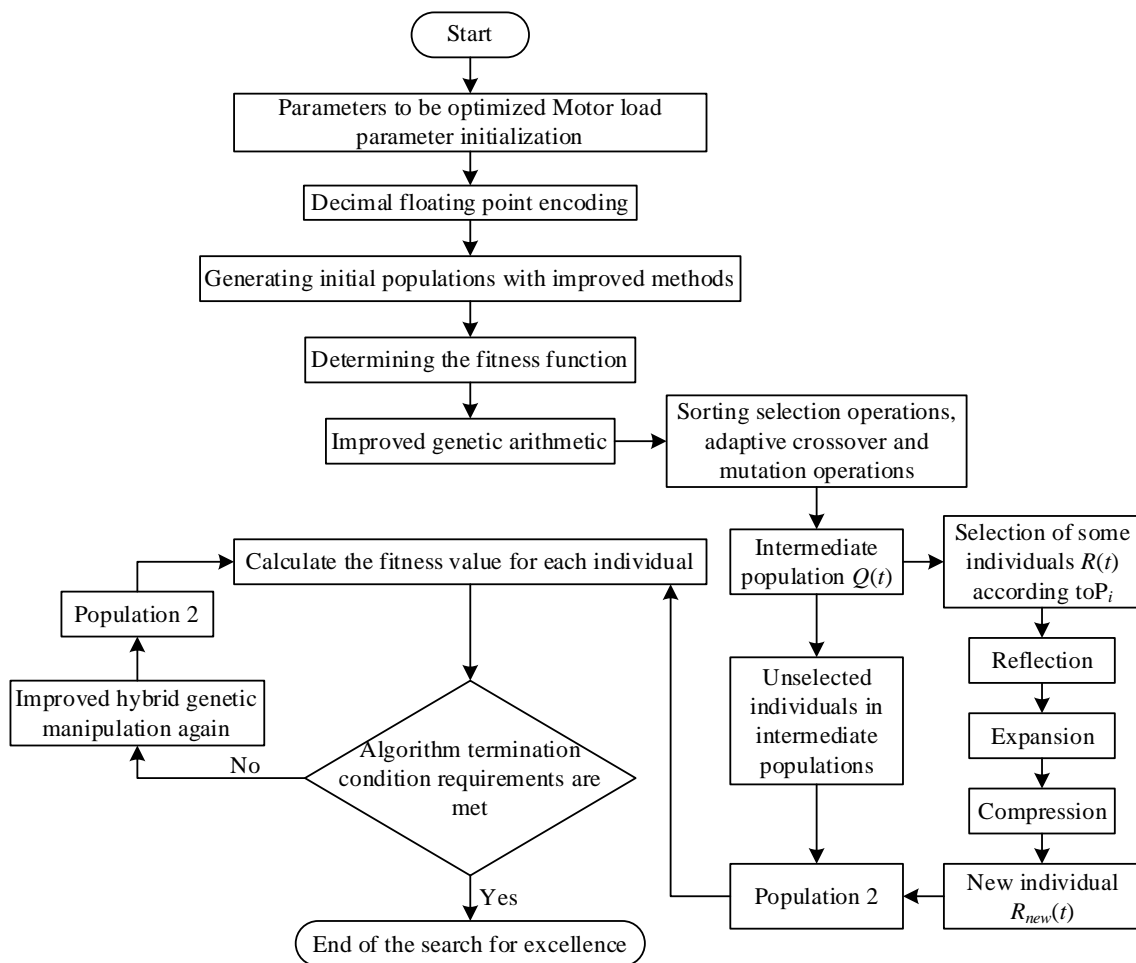 Start
Parameters to be optimized Motor load
parameter initialization
Decimal floating point encoding
Generating initial populations with improved methods
Determining the fitness function
Improved genetic arithmetic
Sorting selection operations,
adaptive crossover and
mutation operations
Intermediate
population Q(t)
Selection of some
individuals R(t)
according toPi
Reflection
Expansion
Compression
New individual
Rnew(t)
Unselected
individuals in
intermediate
populations
Population 2
Calculate the fitness value for each individual
Algorithm termination
condition requirements are
met
No
Improved hybrid genetic
manipulation again
Population 2
Yes
End of the search for excellence